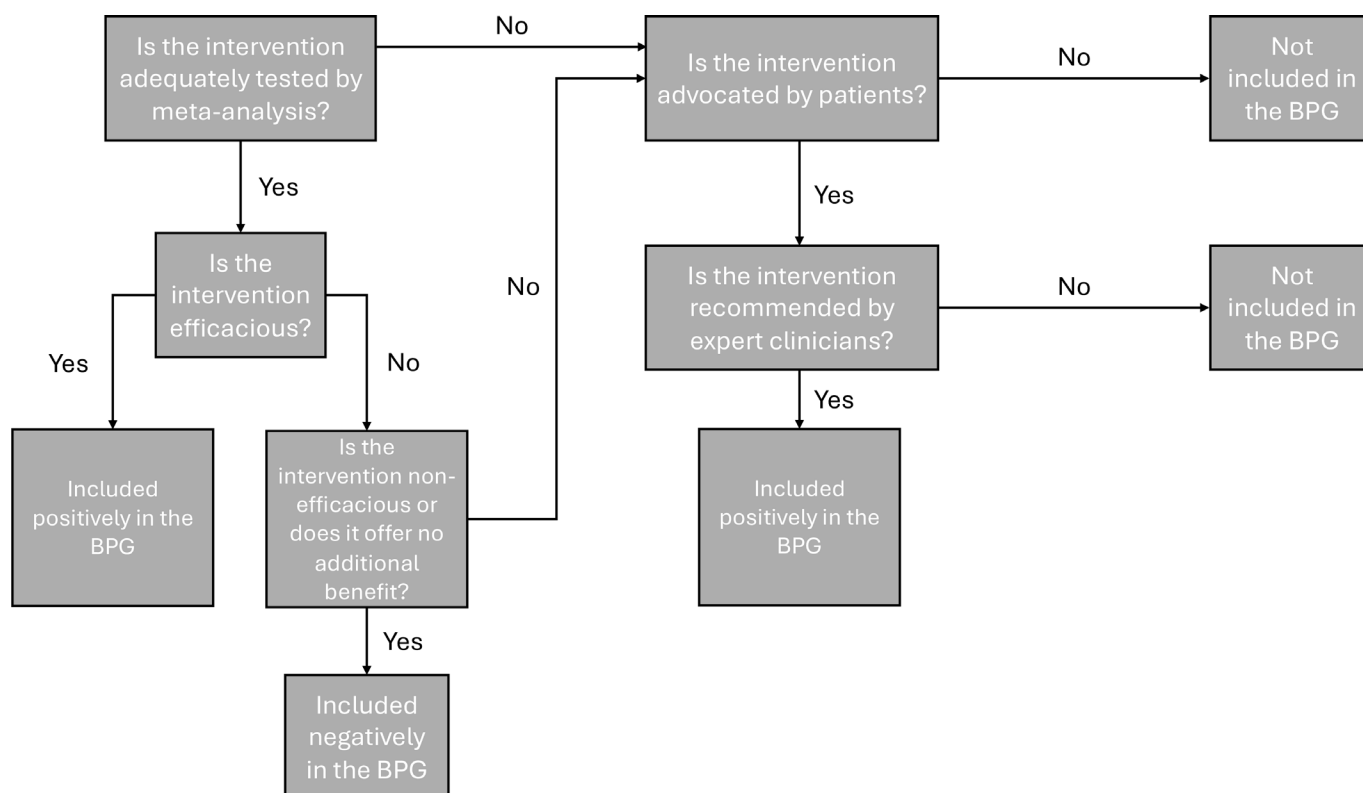 Is the intervention
adequately tested by
meta-analysis?
No
Is the intervention
advocated by patients?
No
Not
included in
the BPG
Yes
Yes
Is the
intervention
efficacious?
No
Is the intervention
recommended by
expert clinicians?
No
Not
included in
the BPG
Yes
No
Yes
Included
positively in the
BPG
Is the
intervention non-
efficacious or
does it offer no
additional
benefit?
Included
positively in the
BPG
Yes
Included
negatively
in the BPG